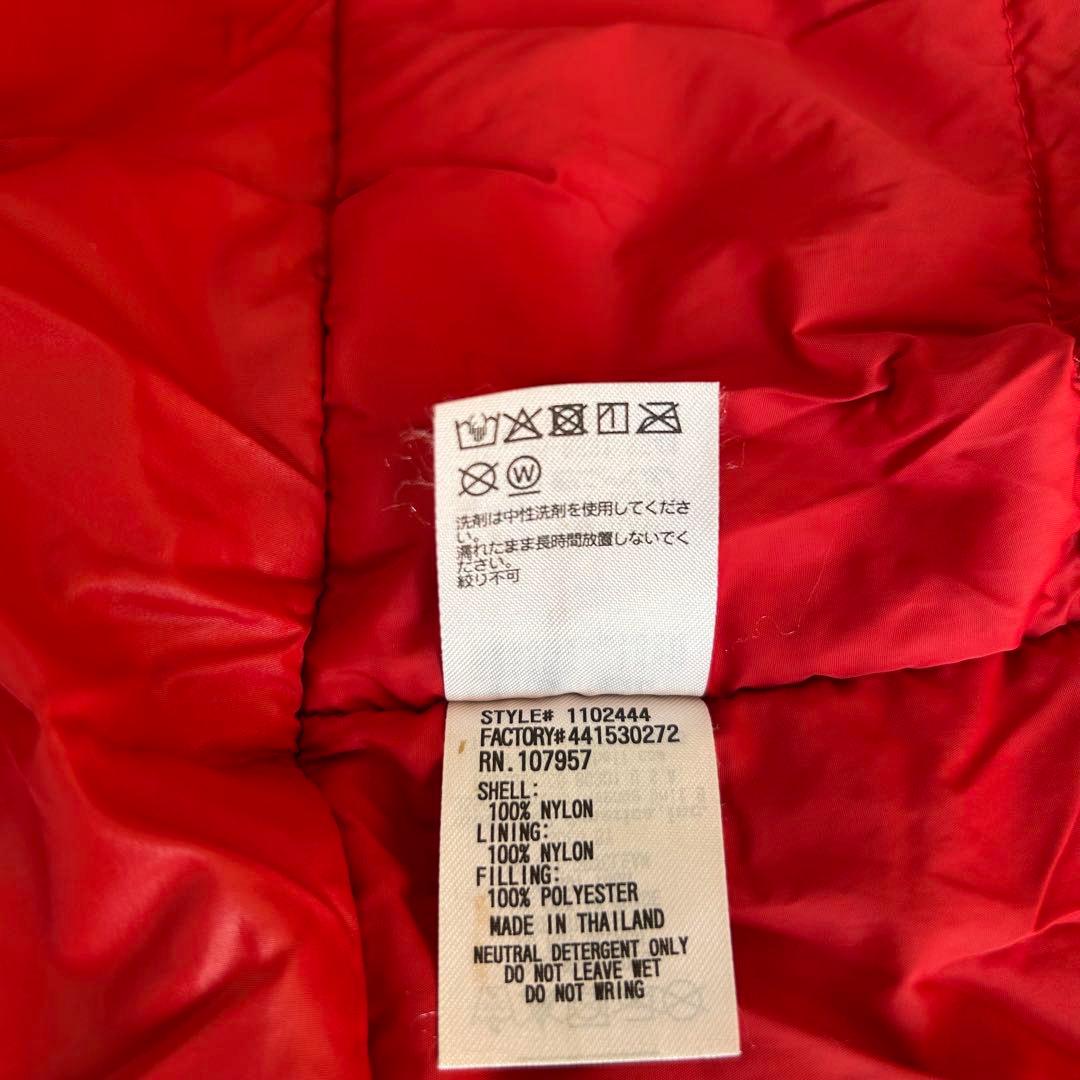 W
洗剤は中性洗剤を使用してくださ
い。
濡れたまま長時間放置しないでく
ださい。
絞り不可
STYLE# 1102444
FACTORY#441530272
RN.107957
SHELL:
100% NYLON
LINING:
100% NYLON
FILLING:
100% POLYESTER
MADE IN THAILAND
NEUTRAL DETERGENT ONLY
DO NOT LEAVE WET
DO NOT WRING